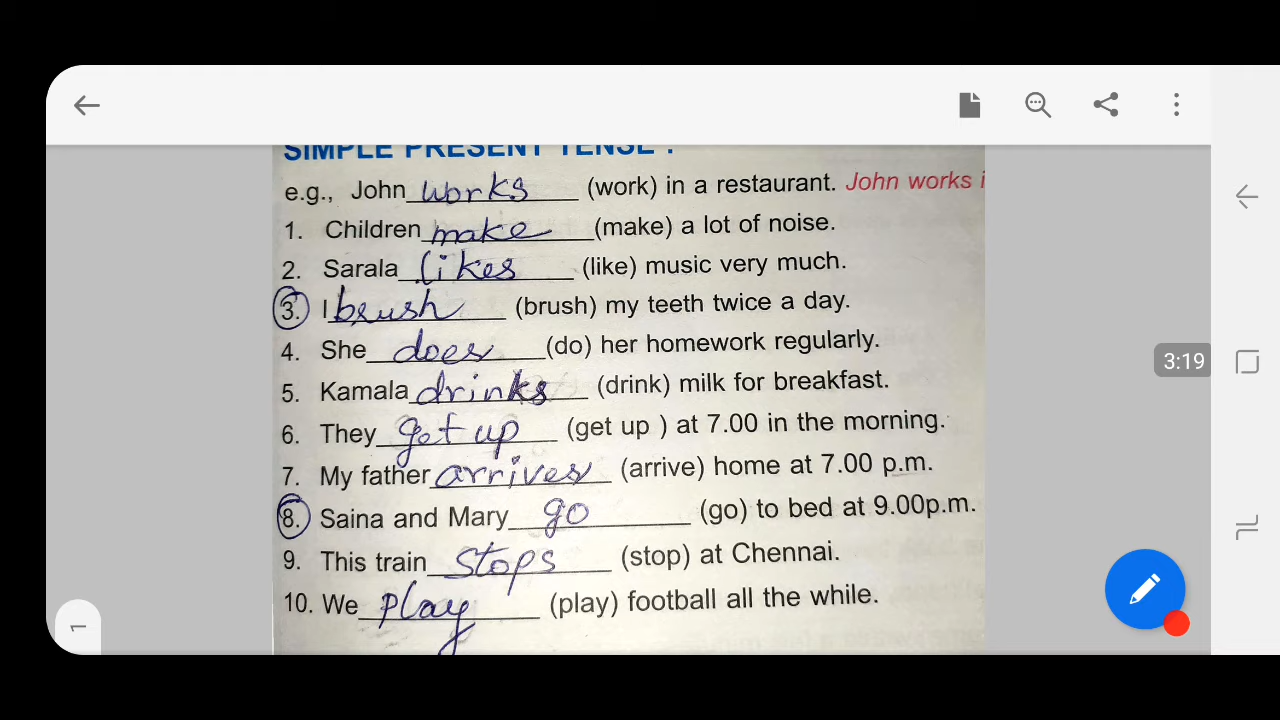 SIMPLE PRESENT TENSE :
e.g., John works (work) in a restaurant. John works i
1. Children make (make) a lot of noise.
2. Sarala likes (like) music very much.
3. I brush (brush) my teeth twice a day.
4. She does (do) her homework regularly.
5. Kamala drinks (drink) milk for breakfast.
6. They get up (get up ) at 7.00 in the morning.
7. My father arrives (arrive) home at 7.00 p.m.
8. Saina and Mary go (go) to bed at 9.00p.m.
9. This train stops (stop) at Chennai.
10. We play (play) football all the while.
3:19
1